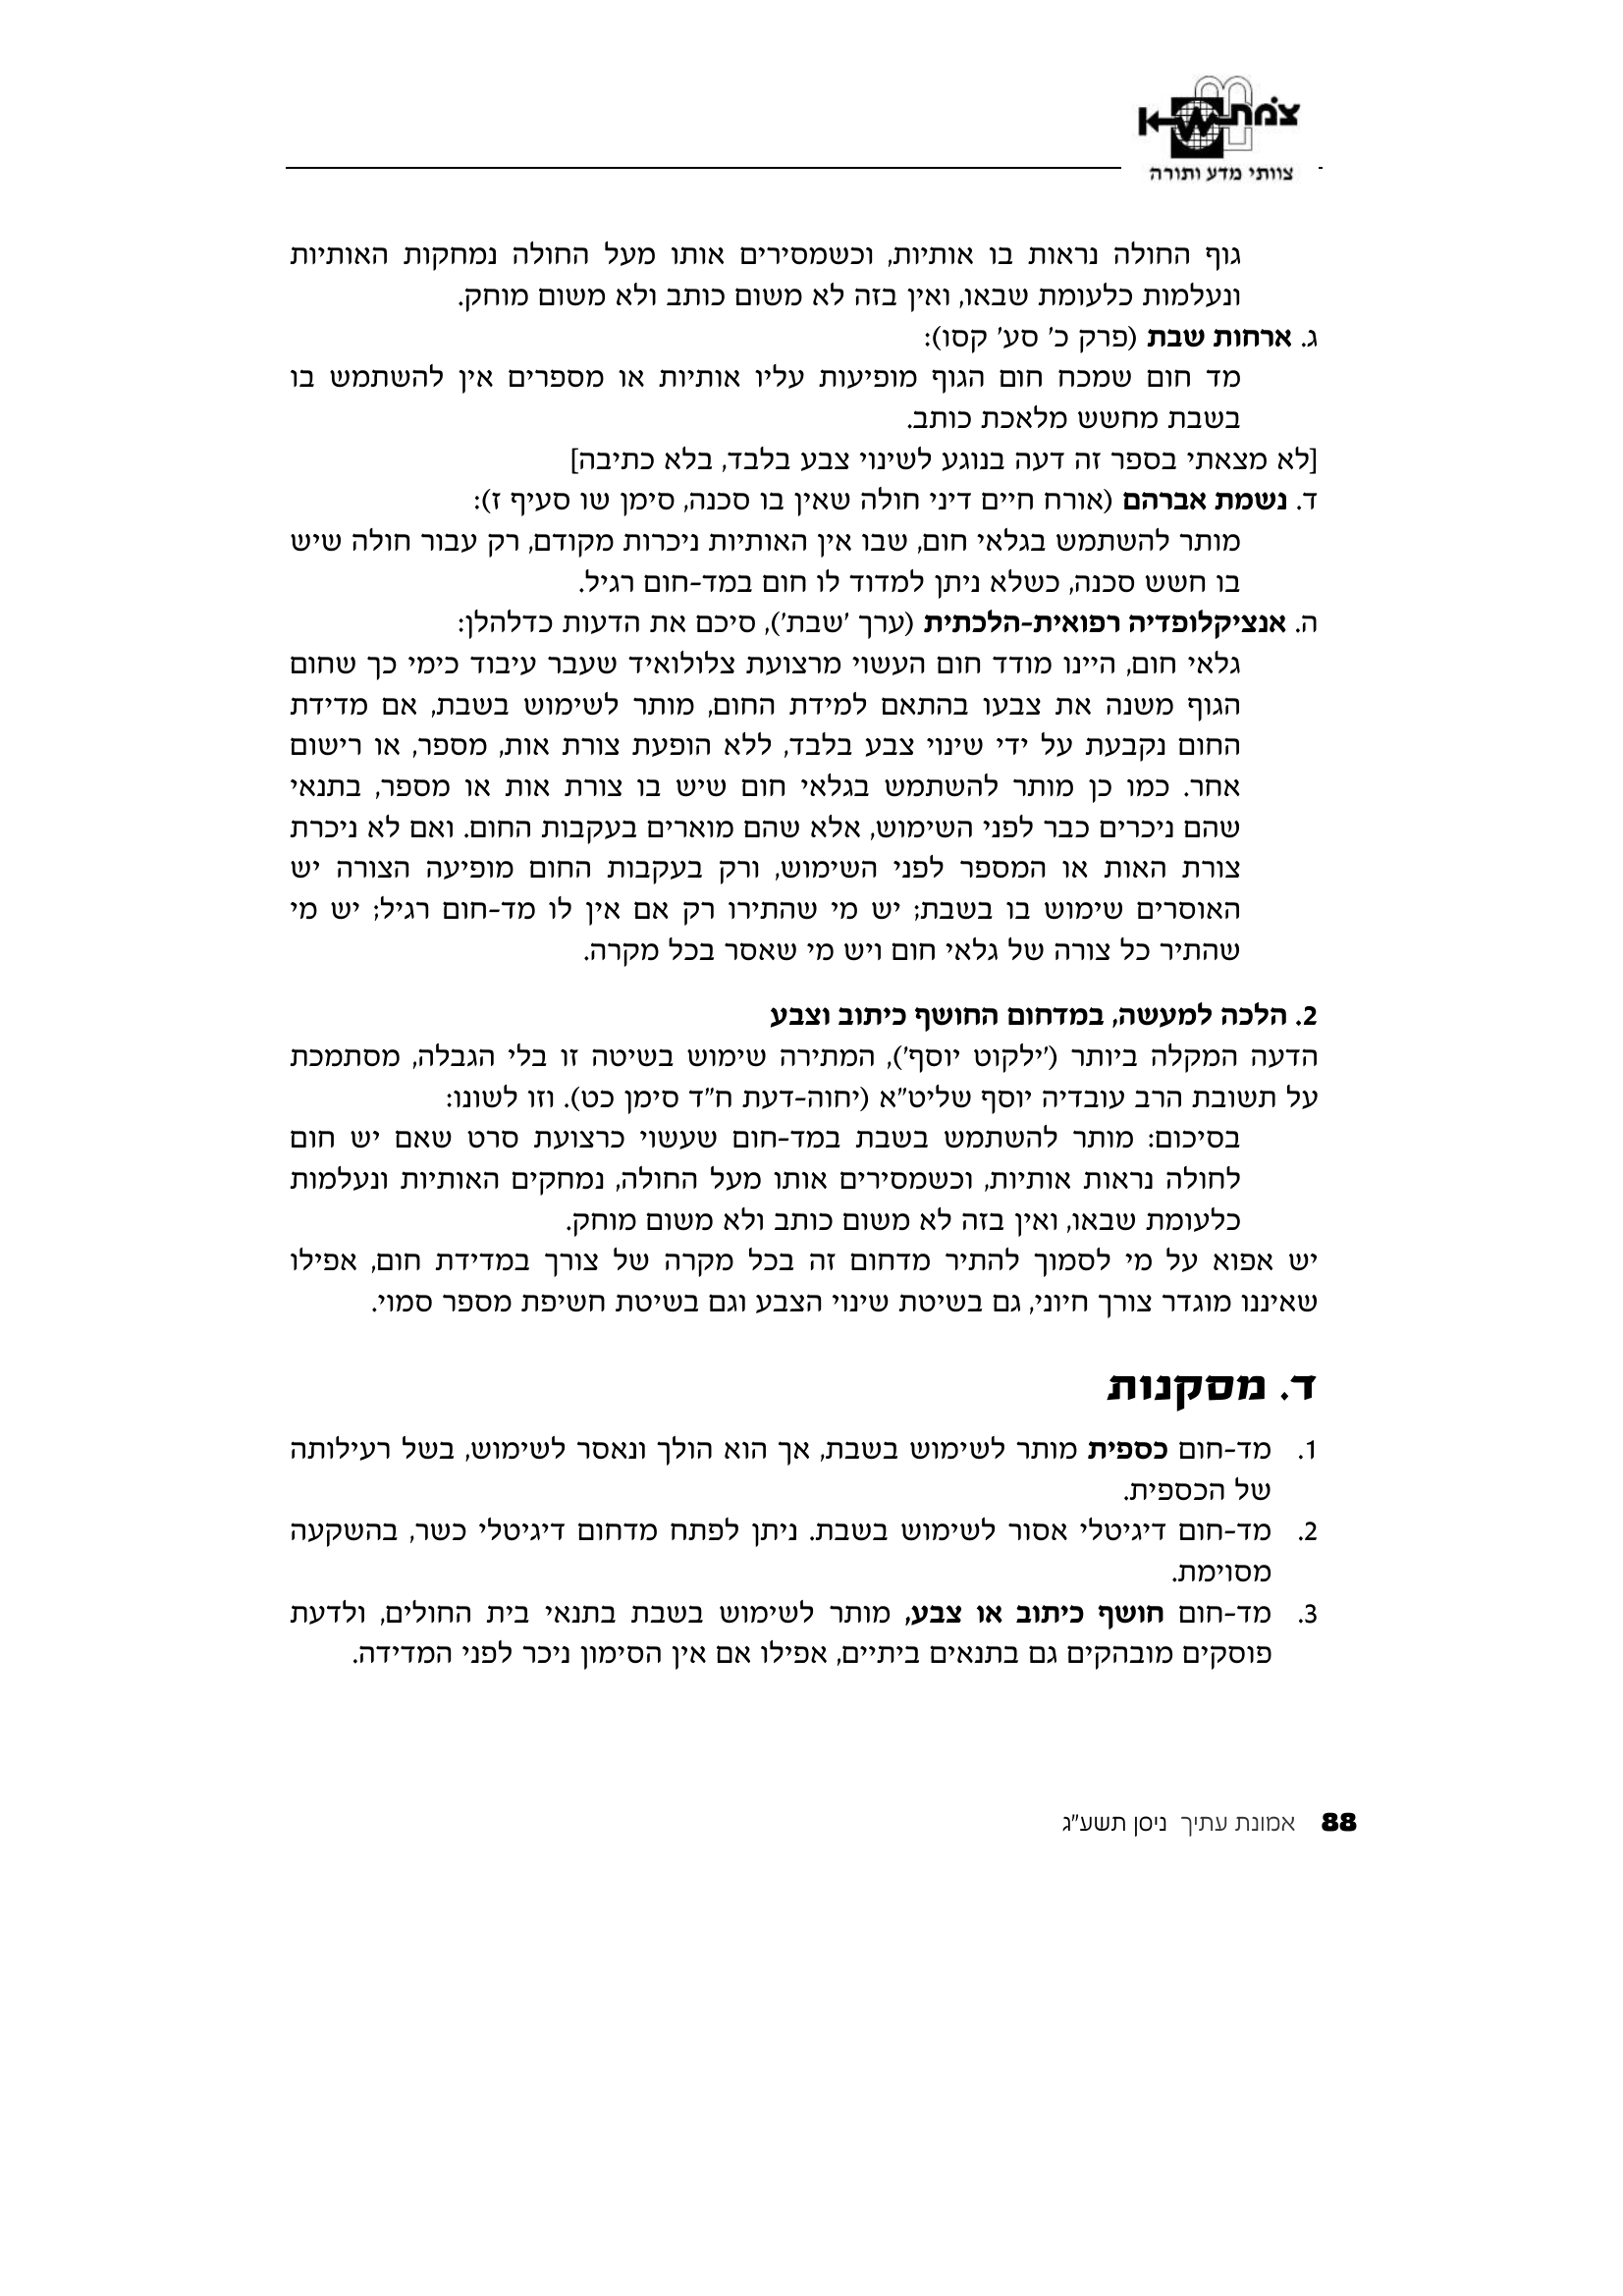 צמת
צוותי מדע ותורה
גוף החולה נראות בו אותיות, וכשמסירים אותו מעל החולה נמחקות האותיות
ונעלמות כלעומת שבאו, ואין בזה לא משום כותב ולא משום מוחק.
ג. ארחות שבת (פרק כ' סע' קסו):
מד חום שמכח חום הגוף מופיעות עליו אותיות או מספרים אין להשתמש בו
בשבת מחשש מלאכת כותב.
[לא מצאתי בספר זה דעה בנוגע לשינוי צבע בלבד, בלא כתיבה]
ד. נשמת אברהם (אורח חיים דיני חולה שאין בו סכנה, סימן שו סעיף ז):
מותר להשתמש בגלאי חום, שבו אין האותיות ניכרות מקודם, רק עבור חולה שיש
בו חשש סכנה, כשלא ניתן למדוד לו חום במד-חום רגיל.
ה. אנציקלופדיה רפואית-הלכתית (ערך 'שבת'), סיכם את הדעות כדלהלן:
גלאי חום, היינו מודד חום העשוי מרצועת צלולואיד שעבר עיבוד כימי כך שחום
הגוף משנה את צבעו בהתאם למידת החום, מותר לשימוש בשבת, אם מדידת
החום נקבעת על ידי שינוי צבע בלבד, ללא הופעת צורת אות, מספר, או רישום
אחר. כמו כן מותר להשתמש בגלאי חום שיש בו צורת אות או מספר, בתנאי
שהם ניכרים כבר לפני השימוש, אלא שהם מוארים בעקבות החום. ואם לא ניכרת
צורת האות או המספר לפני השימוש, ורק בעקבות החום מופיעה הצורה יש
האוסרים שימוש בו בשבת; יש מי שהתירו רק אם אין לו מד-חום רגיל; יש מי
שהתיר כל צורה של גלאי חום ויש מי שאסר בכל מקרה.
2. הלכה למעשה, במדחום החושף כיתוב וצבע
הדעה המקלה ביותר ('ילקוט יוסף'), המתירה שימוש בשיטה זו בלי הגבלה, מסתמכת
על תשובת הרב עובדיה יוסף שליט"א (יחוה-דעת ח"ד סימן כט). וזו לשונו:
בסיכום: מותר להשתמש בשבת במד-חום שעשוי כרצועת סרט שאם יש חום
לחולה נראות אותיות, וכשמסירים אותו מעל החולה, נמחקים האותיות ונעלמות
כלעומת שבאו, ואין בזה לא משום כותב ולא משום מוחק.
יש אפוא על מי לסמוך להתיר מדחום זה בכל מקרה של צורך במדידת חום, אפילו
שאיננו מוגדר צורך חיוני, גם בשיטת שינוי הצבע וגם בשיטת חשיפת מספר סמוי.
ד. מסקנות
1. מד-חום כספית מותר לשימוש בשבת, אך הוא הולך ונאסר לשימוש, בשל רעילותה
של הכספית.
2. מד-חום דיגיטלי אסור לשימוש בשבת. ניתן לפתח מדחום דיגיטלי כשר, בהשקעה
מסוימת.
3. מד-חום חושף כיתוב או צבע, מותר לשימוש בשבת בתנאי בית החולים, ולדעת
פוסקים מובהקים גם בתנאים ביתיים, אפילו אם אין הסימון ניכר לפני המדידה.
88 אמונת עתיך ניסן תשע"ג